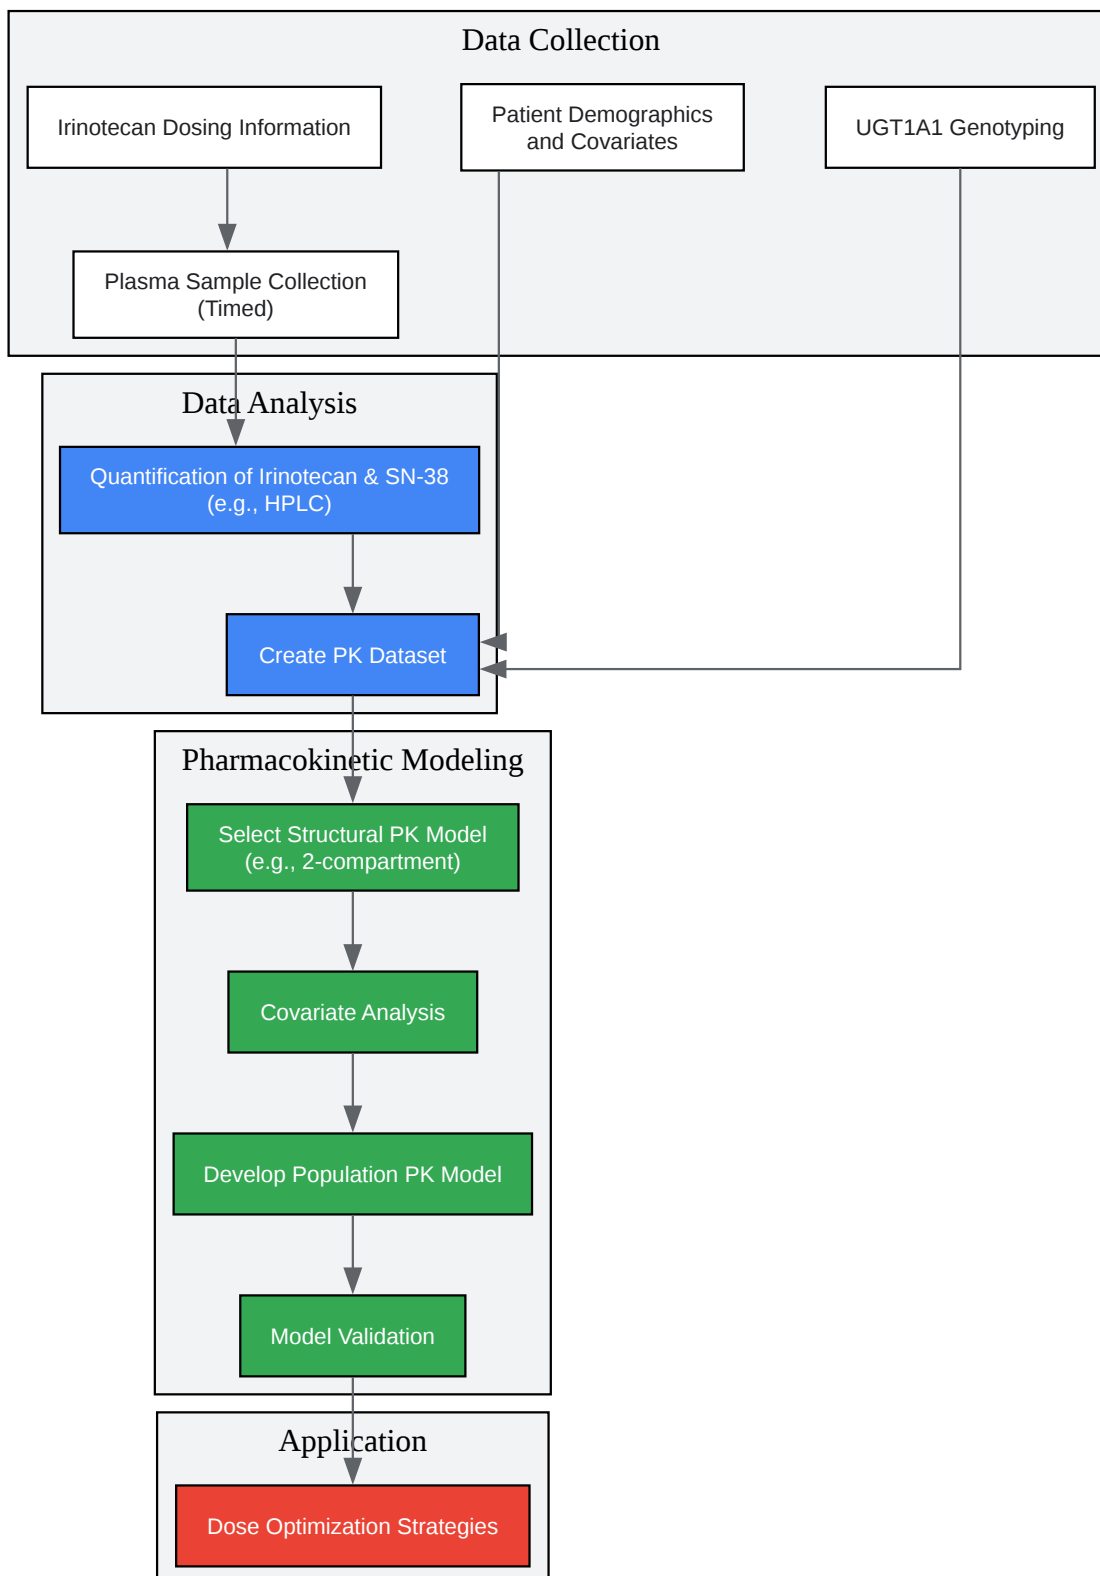 Data Collection
Irinotecan Dosing Information
Patient Demographics
and Covariates
UGT1A1 Genotyping
Plasma Sample Collection
(Timed)
Data Analysis
Quantification of Irinotecan & SN-38
(e.g., HPLC)
Create PK Dataset
Pharmacokinetic Modeling
Select Structural PK Model
(e.g., 2-compartment)
Covariate Analysis
Develop Population PK Model
Model Validation
Application
Dose Optimization Strategies